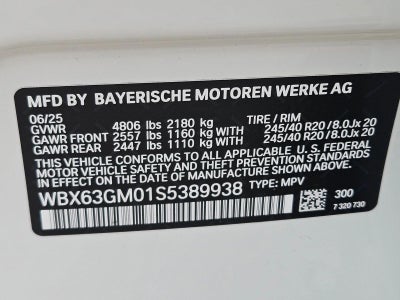 MFD BY BAYERISCHE MOTOREN WERKE AG
06/25 TIRE / RIM
GVWR 4806 lbs 2180 kg
GAWR FRONT 2557 lbs 1160 kg WITH 245/40 R20 / 8.0Jx 20
GAWR REAR 2447 lbs 1110 kg WITH 245/40 R20 / 8.0Jx 20
THIS VEHICLE CONFORMS TO ALL APPLICABLE U.S. FEDERAL
MOTOR VEHICLE SAFETY AND THEFT PREVENTION STANDARDS
IN EFFECT ON THE DATE OF MANUFACTURE SHOWN ABOVE.
WBX63GM01S5389938 TYPE: MPV
300
7 320 730